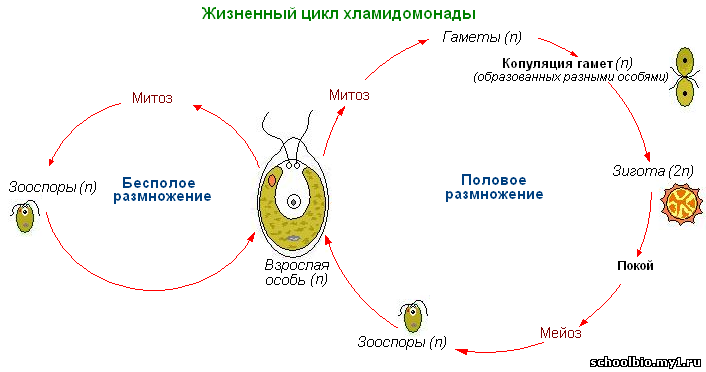 Жизненный цикл хламидомонады
Гаметы (n)
Копуляция гамет (n)
(образованных разными особями)
Митоз
Митоз
Зигота (2n)
Зооспоры (n)
Бесполое
размножение
Половое
размножение
Взрослая
особь (n)
Покой
Мейоз
Зооспоры (n)
schoolbio.my1.ru